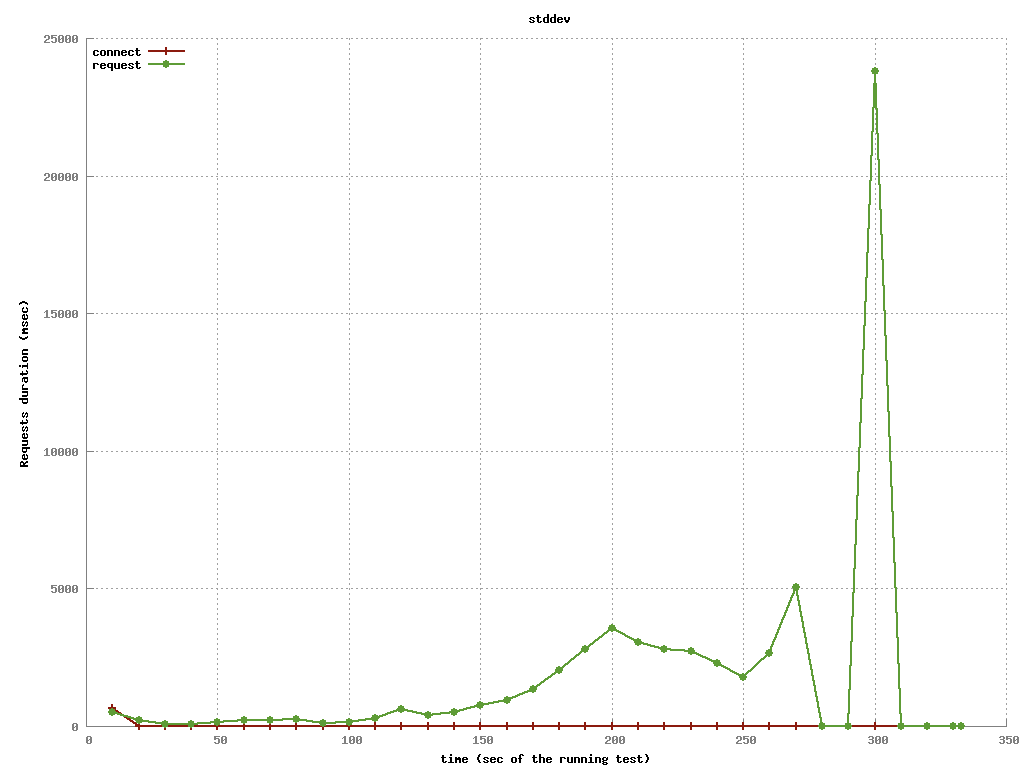 stddev
25000
connect
request
20000
15000
Requests duration (msec)
10000
5000
0
0 50 100 150 200 250 300 350
time (sec of the running test)